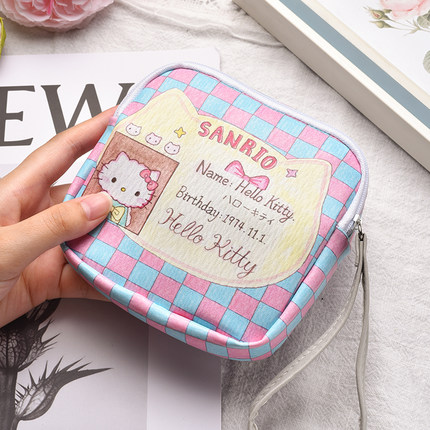 EW
SANRIO
Name: Hello Kitty.
ハローキティ
Birthday: 1974. 11.1.
Hello Kitty